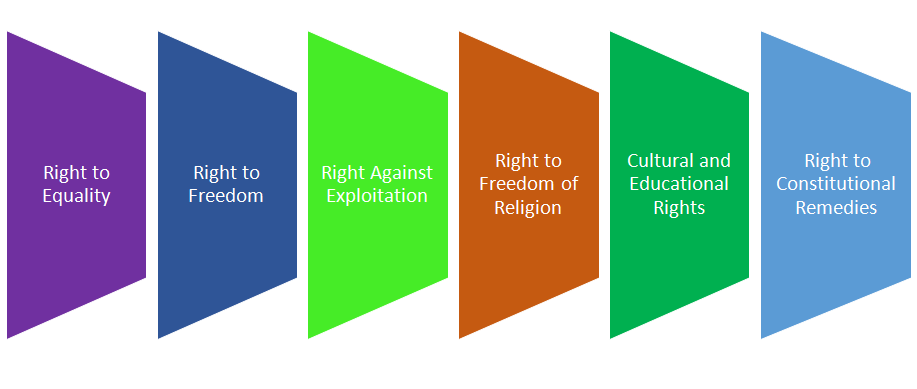 Right to
Equality
Right to
Freedom
Right Against
Exploitation
Right to
Freedom of
Religion
Cultural and
Educational
Rights
Right to
Constitutional
Remedies